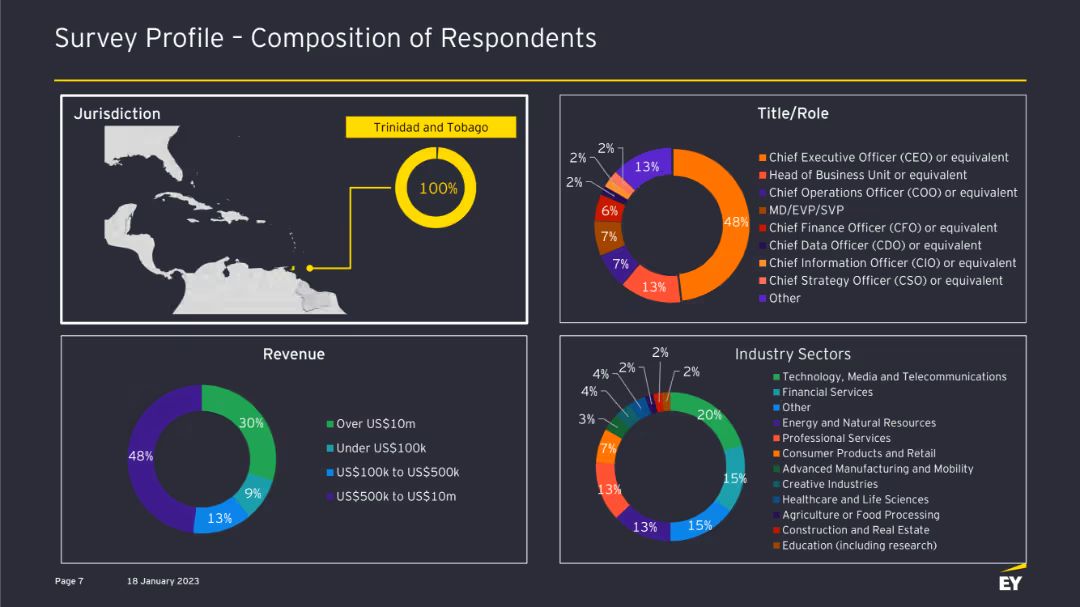 Survey Profile – Composition of Respondents
Jurisdiction
Trinidad and Tobago
100%
Title/Role
2%
2%
2%
13%
48%
6%
7%
7%
13%
Chief Executive Officer (CEO) or equivalent
Head of Business Unit or equivalent
Chief Operations Officer (COO) or equivalent
MD/EVP/SVP
Chief Finance Officer (CFO) or equivalent
Chief Data Officer (CDO) or equivalent
Chief Information Officer (CIO) or equivalent
Chief Strategy Officer (CSO) or equivalent
Other
Revenue
30%
48%
9%
13%
Over US$10m
Under US$100k
US$100k to US$500k
US$500k to US$10m
Industry Sectors
2%
2%
2%
4%
4%
3%
20%
7%
15%
13%
13%
15%
Technology, Media and Telecommunications
Financial Services
Other
Energy and Natural Resources
Professional Services
Consumer Products and Retail
Advanced Manufacturing and Mobility
Creative Industries
Healthcare and Life Sciences
Agriculture or Food Processing
Construction and Real Estate
Education (including research)
Page 7
18 January 2023
EY